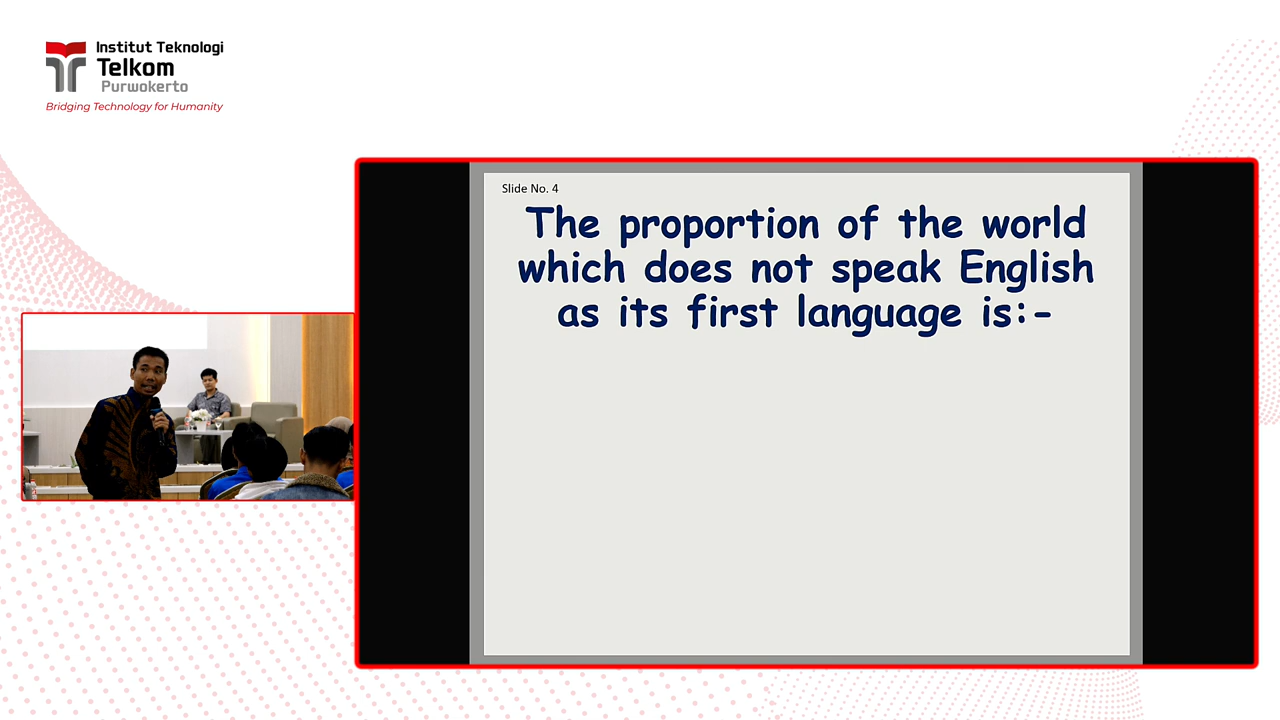 Institut Teknologi
Telkom
Purwokerto
Bridging Technology for Humanity
Slide No. 4
The proportion of the world
which does not speak English
as its first language is:-